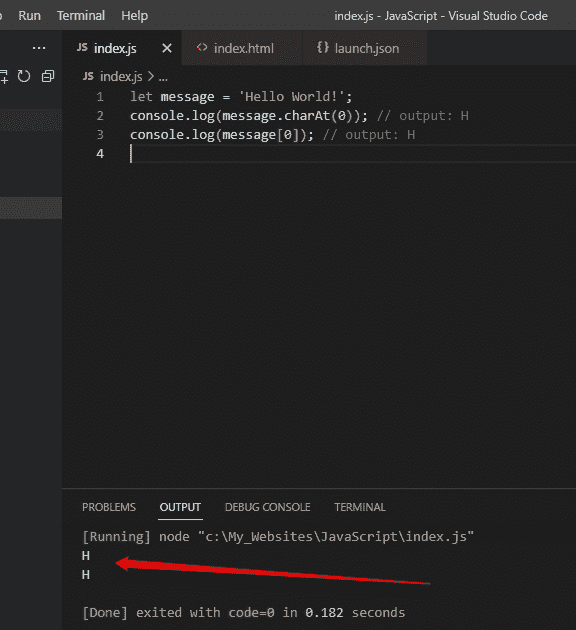 Run Terminal Help index.js - JavaScript - Visual Studio Code
... JS index.js × <> index.html {} launch.json
JS index.js > ...
1 let message = 'Hello World!';
2 console.log(message.charAt(0)); // output: H
3 console.log(message[0]); // output: H
4
PROBLEMS OUTPUT DEBUG CONSOLE TERMINAL
[Running] node "c:\My_Websites\JavaScript\index.js"
H
H
[Done] exited with code=0 in 0.182 seconds